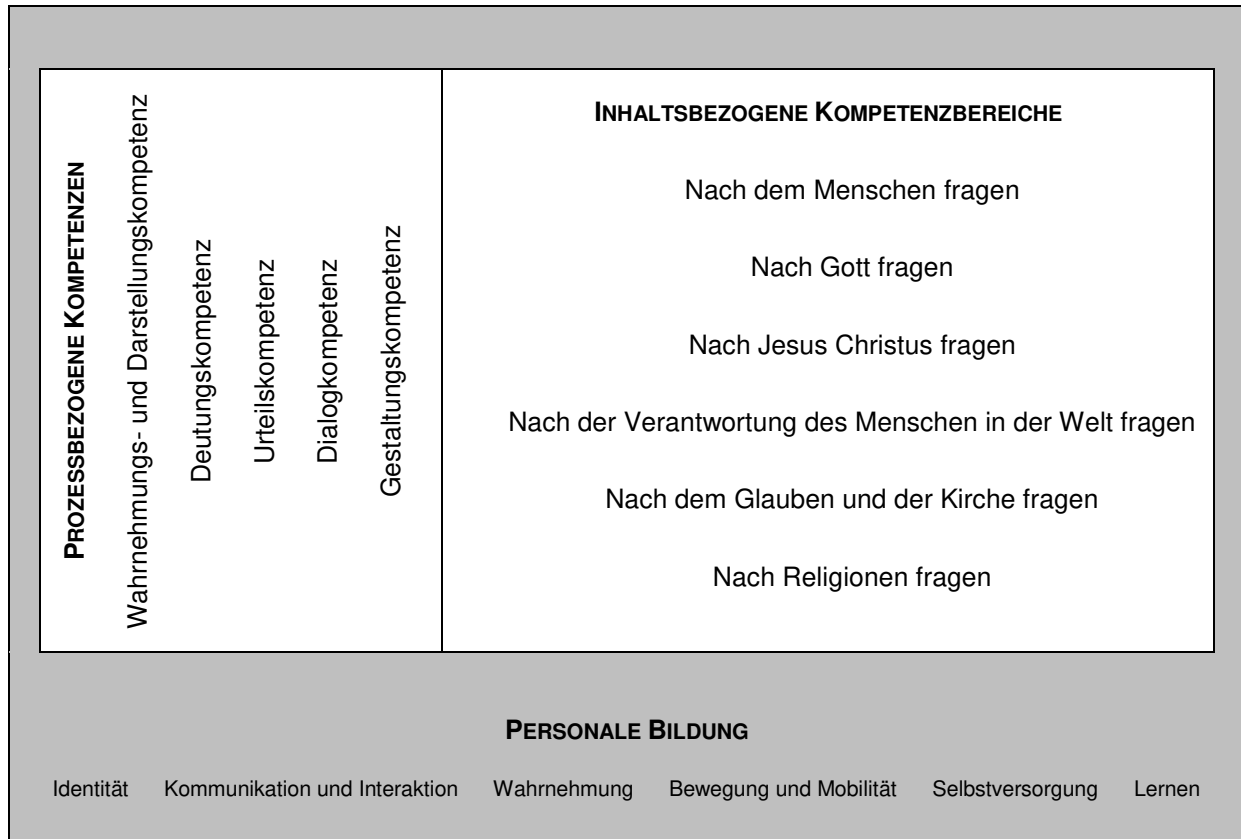 PROZESSBEZOGENE KOMPETENZEN
Wahrnehmungs- und Darstellungskompetenz
Deutungskompetenz
Urteilskompetenz
Dialogkompetenz
Gestaltungskompetenz
INHALTSBEZOGENE KOMPETENZBEREICHE
Nach dem Menschen fragen
Nach Gott fragen
Nach Jesus Christus fragen
Nach der Verantwortung des Menschen in der Welt fragen
Nach dem Glauben und der Kirche fragen
Nach Religionen fragen
PERSONALE BILDUNG
Identität Kommunikation und Interaktion Wahrnehmung Bewegung und Mobilität Selbstversorgung Lernen